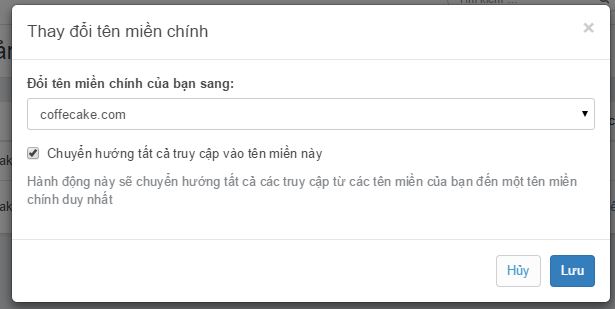 Tìm kiếm ...
Thay đổi tên miền chính
×
Đổi tên miền chính của bạn sang:
coffecake.com
Chuyển hướng tất cả truy cập vào tên miền này
Hành động này sẽ chuyển hướng tất cả các truy cập từ các tên miền của bạn đến một tên miền
chính duy nhất
Hủy Lưu